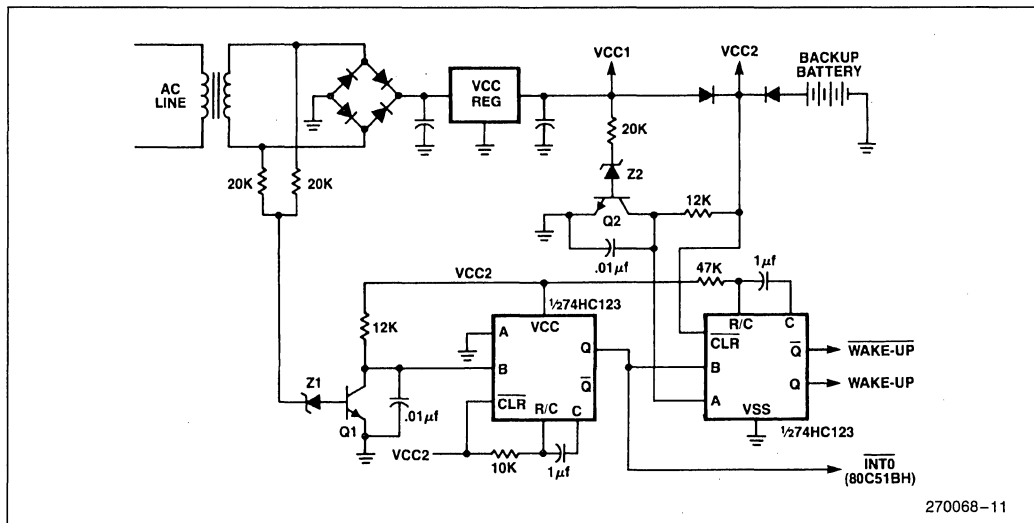 VCC1
VCC2
BACKUP
BATTERY
AC
LINE
VCC
REG
20K
Z2
20K
20K
12K
Q2
.01µf
VCC2
47K
1µf
½74HC123
12K
A
VCC
R/C
C
CLR
Q
WAKE-UP
B
Q
B
Q
WAKE-UP
Z1
.01µf
CLR
Q
A
VSS
R/C
C
Q1
½74HC123
VCC2
10K
1µf
INT0
(80C51BH)
270068-11